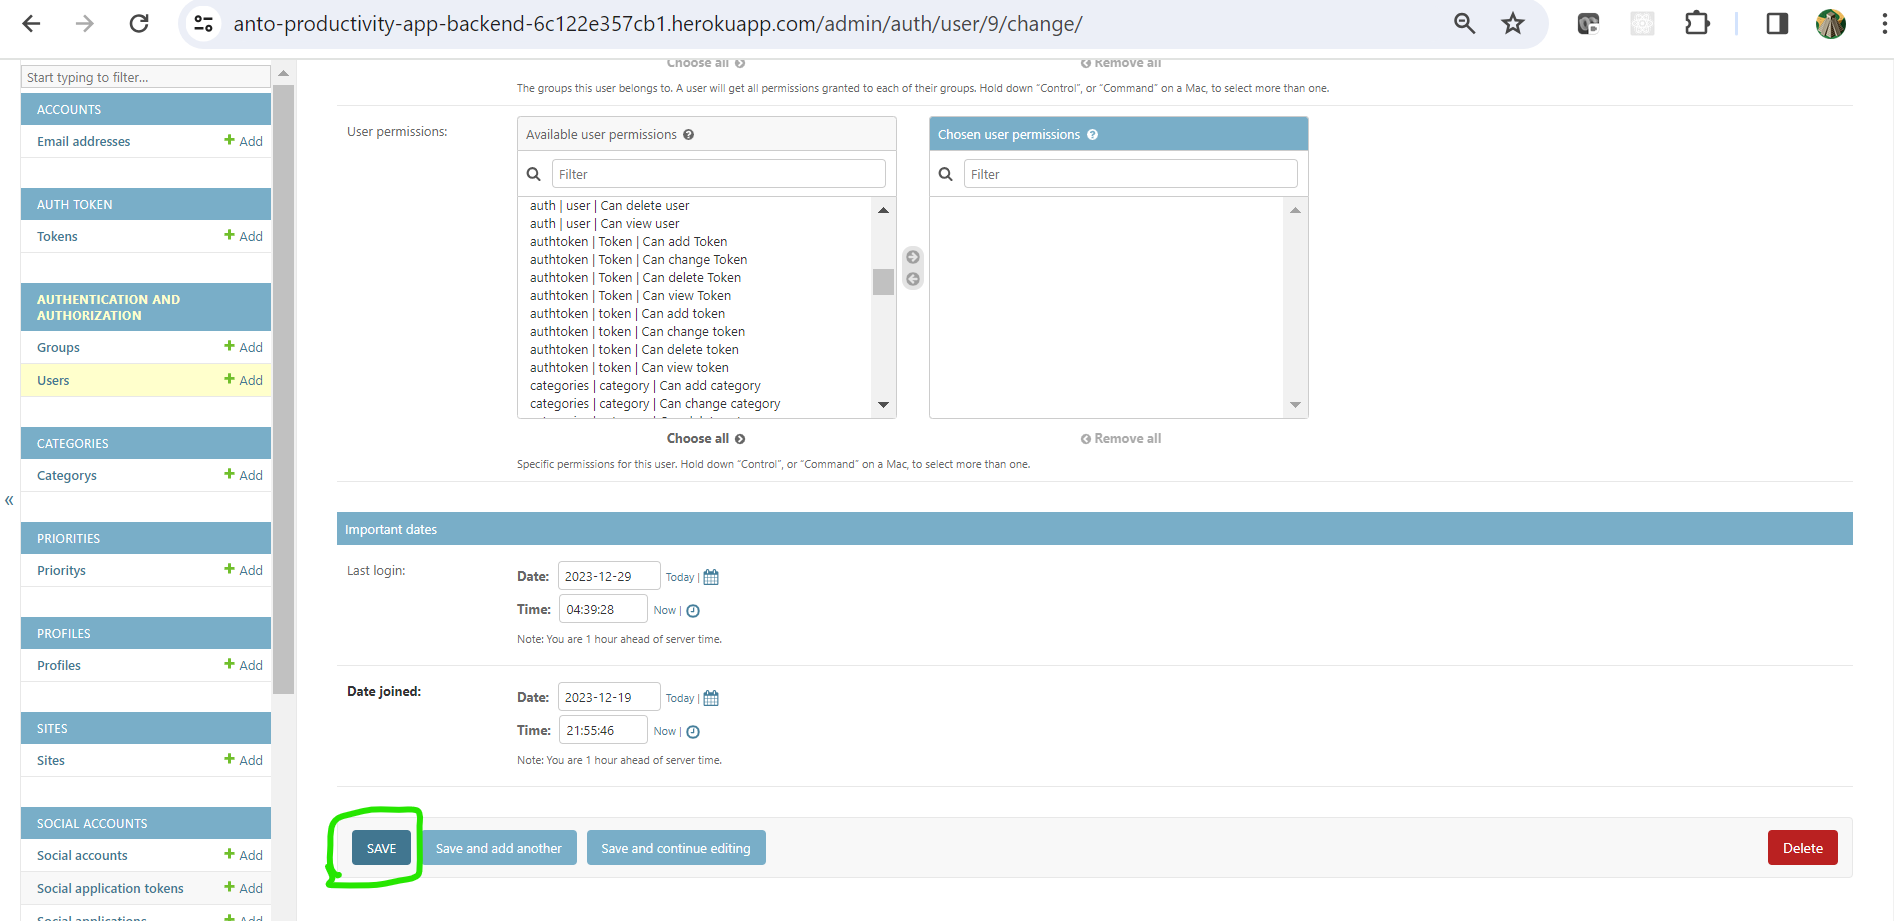 anto-productivity-app-backend-6c122e357cb1.herokuapp.com/admin/auth/user/9/change/
Start typing to filter...
ACCOUNTS
Email addresses
Add
AUTH TOKEN
Tokens
Add
AUTHENTICATION AND
AUTHORIZATION
Groups
Add
Users
Add
CATEGORIES
Categorys
Add
«
PRIORITIES
Prioritys
Add
PROFILES
Profiles
Add
SITES
Sites
Add
SOCIAL ACCOUNTS
Social accounts
Add
Social application tokens
Add
Social applications
Add
Choose all
Remove all
The groups this user belongs to. A user will get all permissions granted to each of their groups. Hold down “Control”, or “Command” on a Mac, to select more than one.
User permissions:
Available user permissions
Filter
auth | user | Can delete user
auth | user | Can view user
authtoken | Token | Can add Token
authtoken | Token | Can change Token
authtoken | Token | Can delete Token
authtoken | Token | Can view Token
authtoken | token | Can add token
authtoken | token | Can change token
authtoken | token | Can delete token
authtoken | token | Can view token
categories | category | Can add category
categories | category | Can change category
Choose all
Chosen user permissions
Filter
Remove all
Specific permissions for this user. Hold down “Control”, or “Command” on a Mac, to select more than one.
Important dates
Last login:
Date: 2023-12-29 Today |
Time: 04:39:28 Now |
Note: You are 1 hour ahead of server time.
Date joined:
Date: 2023-12-19 Today |
Time: 21:55:46 Now |
Note: You are 1 hour ahead of server time.
SAVE
Save and add another
Save and continue editing
Delete